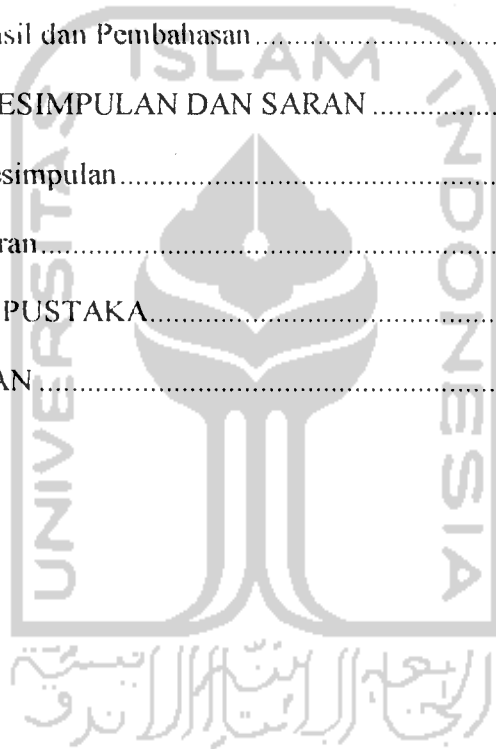 sil dan Pembahasan
ISLAM
ESIMPULAN DAN SARAN
esimpulan
ran
PUSTAKA
AN
UNIVERSITAS
INDONESIA